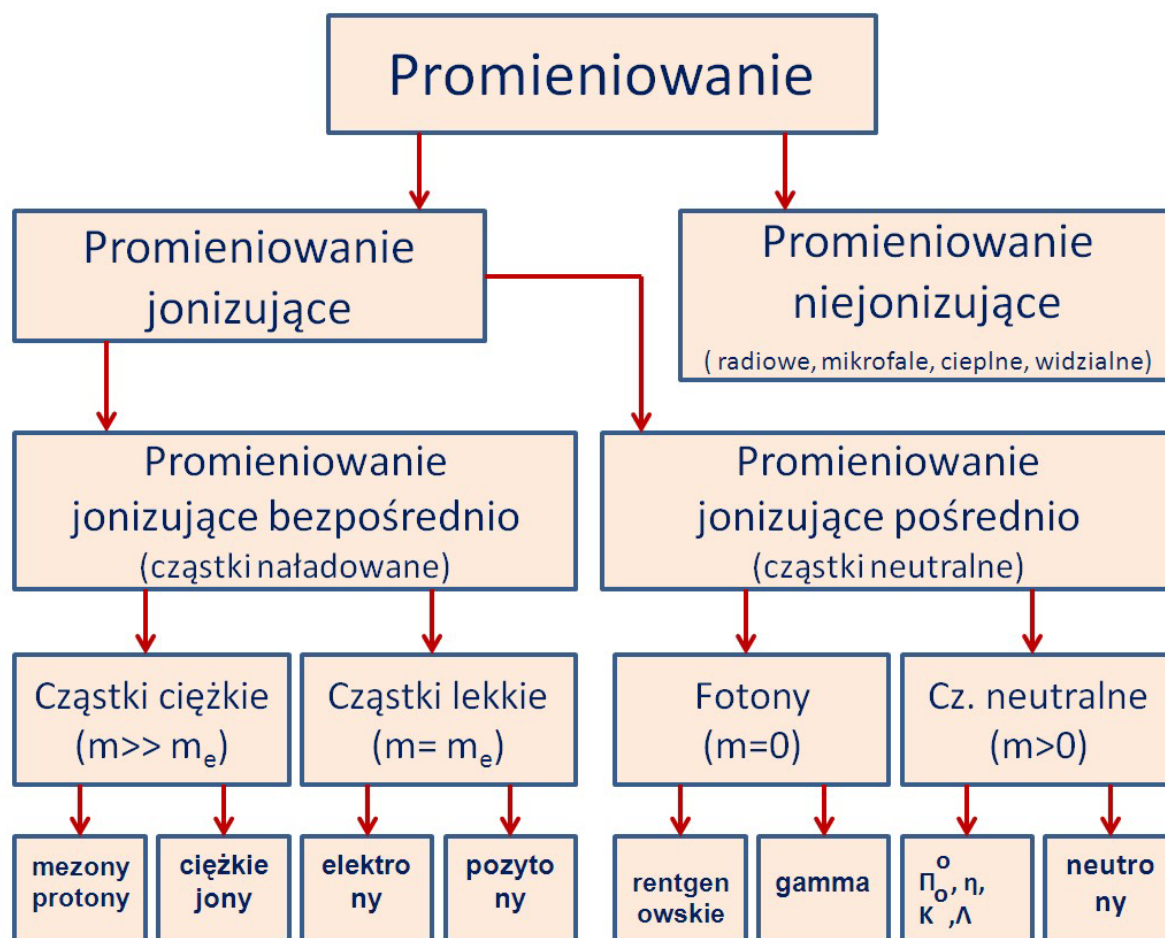 Promieniowanie
Promieniowanie
jonizujące
Promieniowanie
niejonizujące
( radiowe, mikrofale, cieplne, widzialne)
Promieniowanie
jonizujące bezpośrednio
(cząstki naładowane)
Promieniowanie
jonizujące pośrednio
(cząstki neutralne)
Cząstki ciężkie
(m>> mₑ)
Cząstki lekkie
(m= mₑ)
Fotony
(m=0)
Cz. neutralne
(m>0)
mezony
protony
ciężkie
jony
elektro
ny
pozyto
ny
rentgen
owskie
gamma
Π⁰, η,
K⁰,Λ
neutro
ny